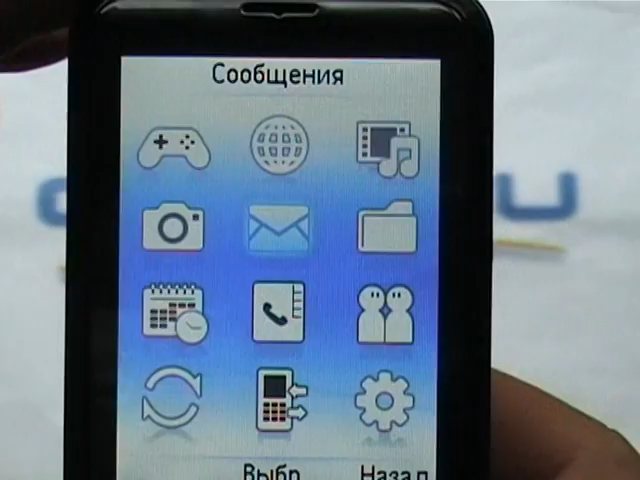 Сообщения
Выбр Назад